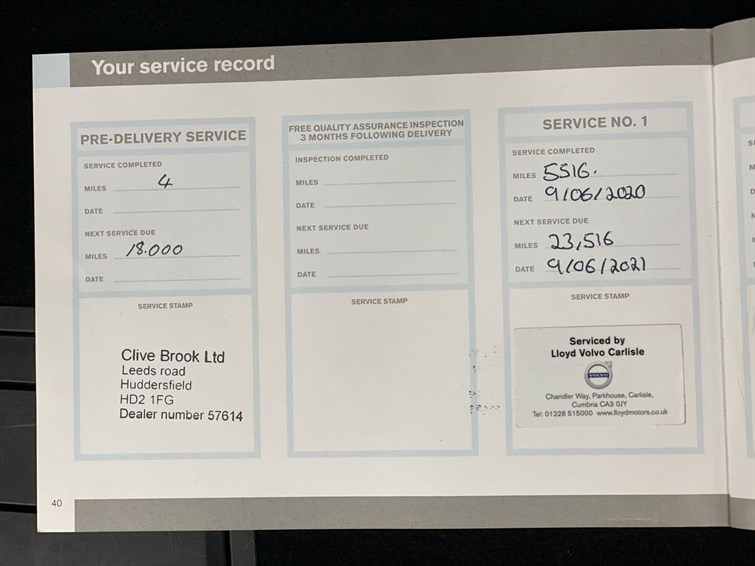 Your service record
PRE-DELIVERY SERVICE
SERVICE COMPLETED
MILES 4
DATE
NEXT SERVICE DUE
MILES 18.000
DATE
SERVICE STAMP
Clive Brook Ltd
Leeds road
Huddersfield
HD2 1FG
Dealer number 57614
FREE QUALITY ASSURANCE INSPECTION
3 MONTHS FOLLOWING DELIVERY
INSPECTION COMPLETED
MILES
DATE
NEXT SERVICE DUE
MILES
DATE
SERVICE STAMP
SERVICE NO. 1
SERVICE COMPLETED
MILES 5516.
DATE 9/06/2020
NEXT SERVICE DUE
MILES 23,516
DATE 9/06/2021
SERVICE STAMP
Serviced by
Lloyd Volvo Carlisle
VOLVO
Chandler Way, Parkhouse, Carlisle,
Cumbria CA3 0JY
Tel: 01228 515000 www.lloydmotors.co.uk
40